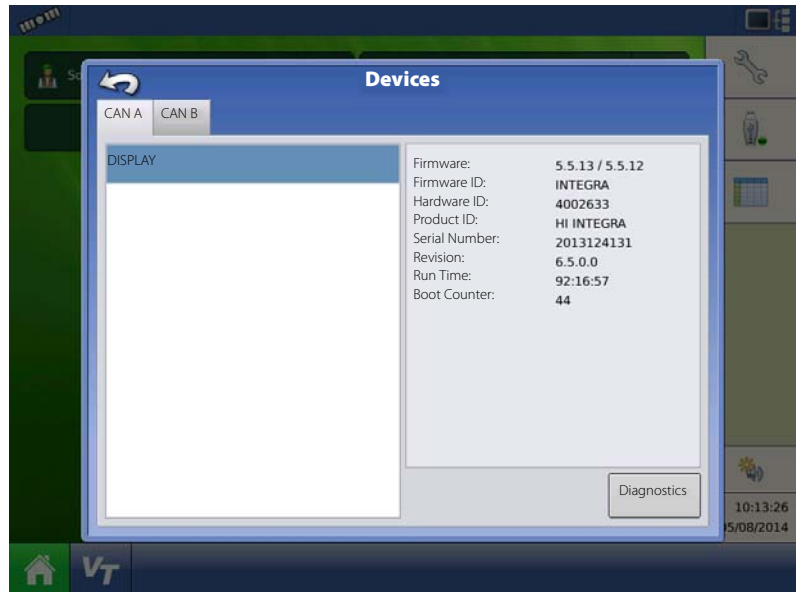 Devices
CAN A
CAN B
DISPLAY
Firmware: 5.5.13 / 5.5.12
Firmware ID: INTEGRA
Hardware ID: 4002633
Product ID: HI INTEGRA
Serial Number: 2013124131
Revision: 6.5.0.0
Run Time: 92:16:57
Boot Counter: 44
Diagnostics
10:13:26
5/08/2014
VT